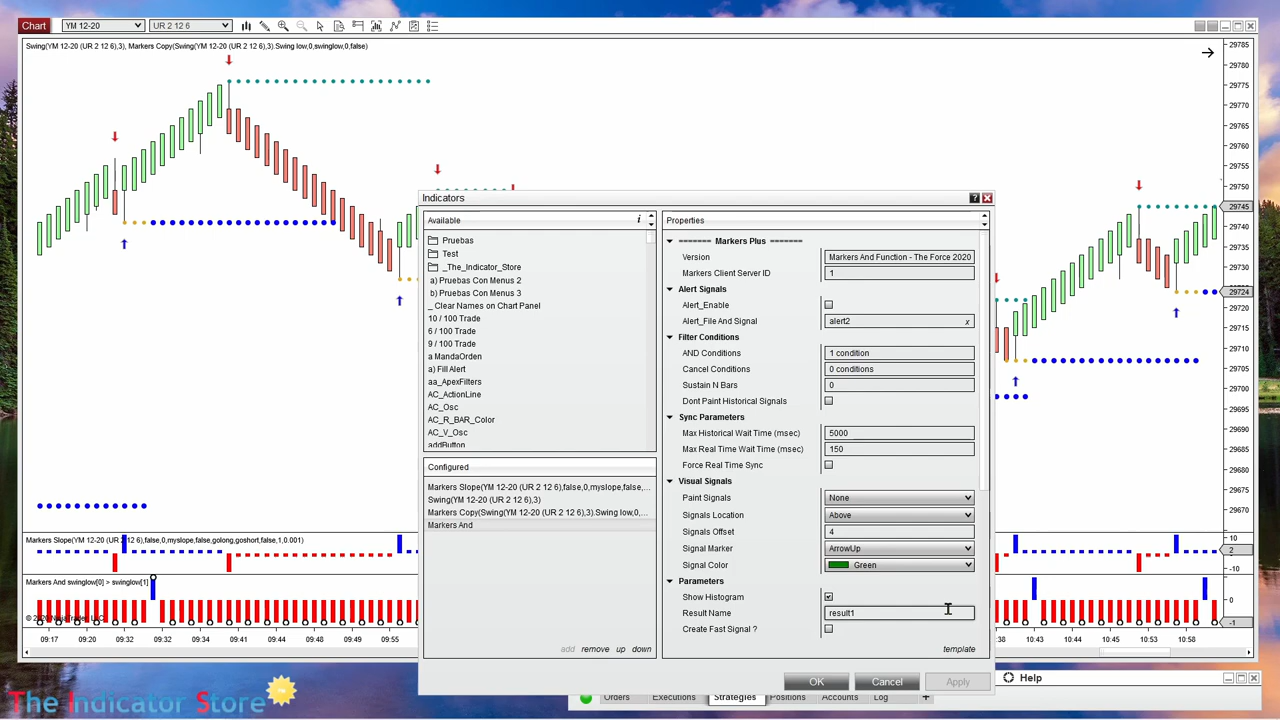 Chart YM 12-20 UR 2 12 6
Swing(YM 12-20 (UR 2 12 6),3), Markers Copy(Swing(YM 12-20 (UR 2 12 6),3).Swing low,0,swinglow,0,false)
29785
29780
29775
29770
29765
29760
29755
29750
29745
29740
29735
29730
29724
29720
29715
29710
29705
29700
29695
29690
29685
29680
29675
29670
Indicators
Available
Pruebas
Test
_The_Indicator_Store
a) Pruebas Con Menus 2
b) Pruebas Con Menus 3
_ Clear Names on Chart Panel
10 / 100 Trade
6 / 100 Trade
9 / 100 Trade
a MandaOrden
a) Fill Alert
aa_ApexFilters
AC_ActionLine
AC_Osc
AC_R_BAR_Color
AC_V_Osc
addButton
Configured
Markers Slope(YM 12-20 (UR 2 12 6),false,0,myslope,false,...
Swing(YM 12-20 (UR 2 12 6),3)
Markers Copy(Swing(YM 12-20 (UR 2 12 6),3).Swing low,0,...
Markers And
add remove up down
Properties
======= Markers Plus =======
Version Markers And Function - The Force 2020
Markers Client Server ID 1
Alert Signals
Alert_Enable
Alert_File And Signal alert2 x
Filter Conditions
AND Conditions 1 condition
Cancel Conditions 0 conditions
Sustain N Bars 0
Dont Paint Historical Signals
Sync Parameters
Max Historical Wait Time (msec) 5000
Max Real Time Wait Time (msec) 150
Force Real Time Sync
Visual Signals
Paint Signals None
Signals Location Above
Signals Offset 4
Signal Marker ArrowUp
Signal Color Green
Parameters
Show Histogram
Result Name result1
Create Fast Signal ?
template
OK Cancel Apply
Markers Slope(YM 12-20 (UR 2 12 6),false,0,myslope,false,golong,goshort,false,1,0.001)
10
2
-10
Markers And swinglow[0] > swinglow[1]
0
-1
09:17 09:20 09:24 09:27 09:32 09:38 09:46 09:51 09:55 10:43 10:48 10:53 10:58
The Indicator Store
Orders Executions Strategies Positions Accounts Log +
Help